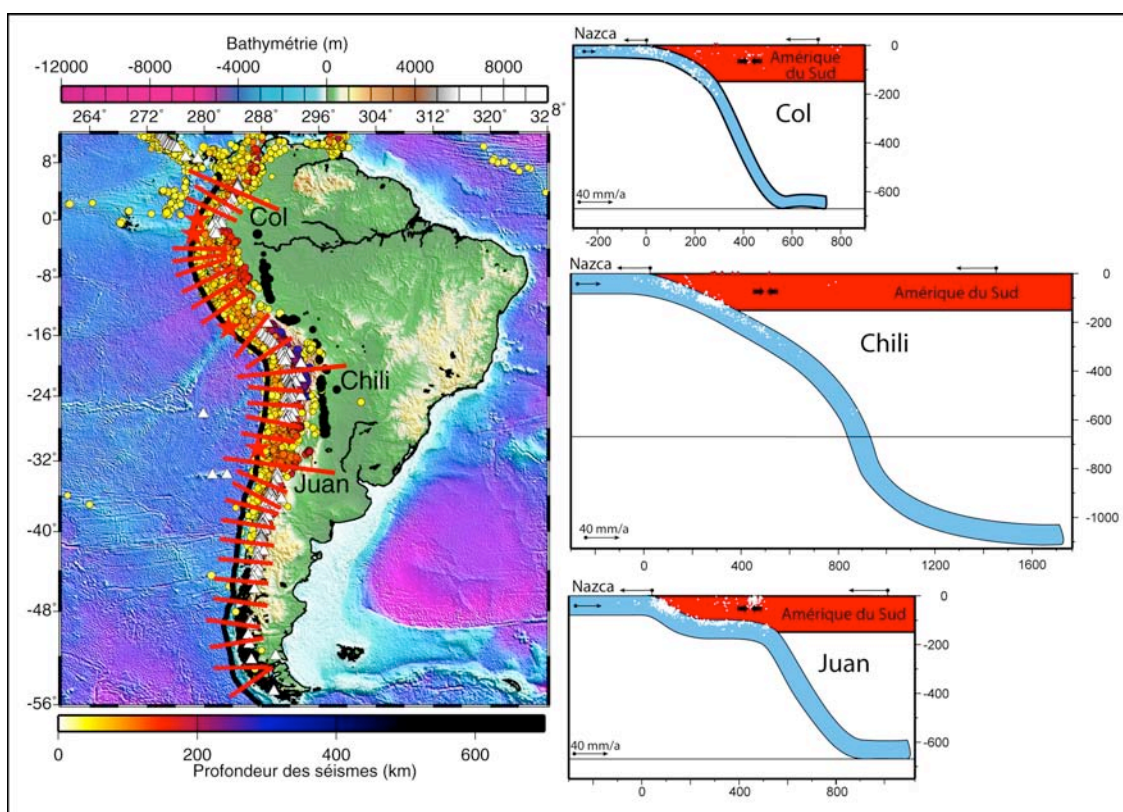 Bathymétrie (m)
-12000 -8000 -4000 0 4000 8000
264° 272° 280° 288° 296° 304° 312° 320° 32 8°
8°
0°
-8°
-16°
-24°
-32°
-40°
-48°
-56°
Col
Chili
Juan
0 200 400 600
Profondeur des séismes (km)
Nazca
Amérique
du Sud
Col
40 mm/a
0
-200
-400
-600
-200 0 200 400 600 800
Nazca
Amérique du Sud
Chili
40 mm/a
0
-200
-400
-600
-800
-1000
0 400 800 1200 1600
Nazca
Amérique du Sud
Juan
40 mm/a
0
-200
-400
-600
0 400 800